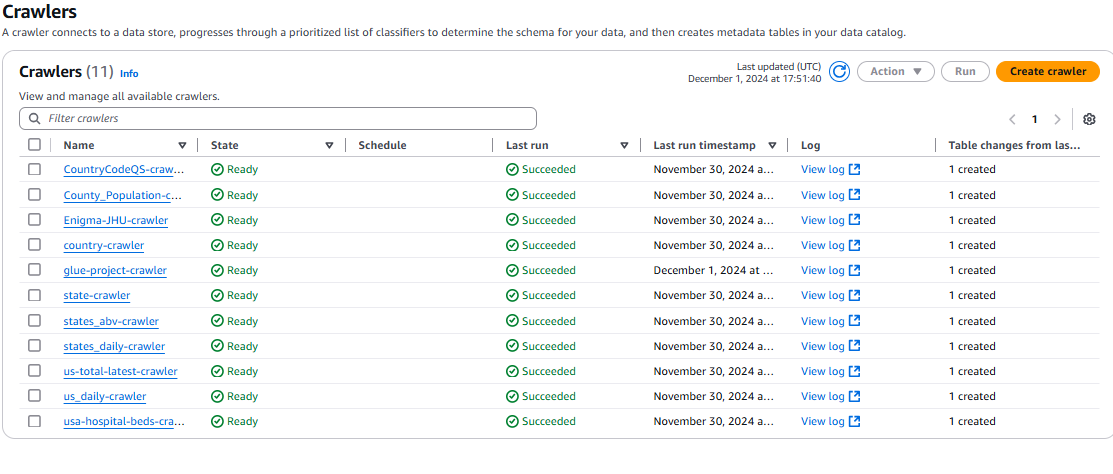 Crawlers
A crawler connects to a data store, progresses through a prioritized list of classifiers to determine the schema for your data, and then creates metadata tables in your data catalog.
Crawlers (11) Info
Last updated (UTC)
December 1, 2024 at 17:51:40
Action
Run
Create crawler
View and manage all available crawlers.
Filter crawlers
1
Name State Schedule Last run Last run timestamp Log Table changes from las...
CountryCodeQS-craw... Ready Succeeded November 30, 2024 a... View log 1 created
County_Population-c... Ready Succeeded November 30, 2024 a... View log 1 created
Enigma-JHU-crawler Ready Succeeded November 30, 2024 a... View log 1 created
country-crawler Ready Succeeded November 30, 2024 a... View log 1 created
glue-project-crawler Ready Succeeded December 1, 2024 at ... View log 1 created
state-crawler Ready Succeeded November 30, 2024 a... View log 1 created
states_abv-crawler Ready Succeeded November 30, 2024 a... View log 1 created
states_daily-crawler Ready Succeeded November 30, 2024 a... View log 1 created
us-total-latest-crawler Ready Succeeded November 30, 2024 a... View log 1 created
us_daily-crawler Ready Succeeded November 30, 2024 a... View log 1 created
usa-hospital-beds-cra... Ready Succeeded November 30, 2024 a... View log 1 created